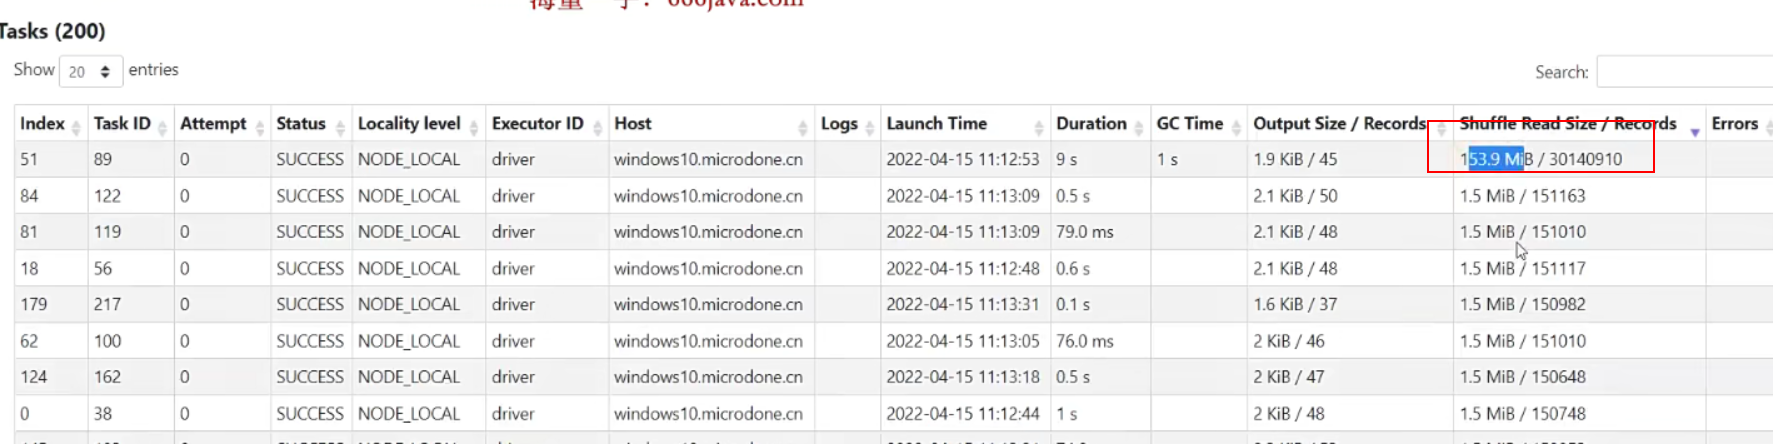 666java.com
Tasks (200)
Show 20 entries
Search:
Index Task ID Attempt Status Locality level Executor ID Host Logs Launch Time Duration GC Time Output Size / Records Shuffle Read Size / Records Errors
51 89 0 SUCCESS NODE_LOCAL driver windows10.microdone.cn 2022-04-15 11:12:53 9 s 1 s 1.9 KiB / 45 153.9 MiB / 30140910
84 122 0 SUCCESS NODE_LOCAL driver windows10.microdone.cn 2022-04-15 11:13:09 0.5 s 2.1 KiB / 50 1.5 MiB / 151163
81 119 0 SUCCESS NODE_LOCAL driver windows10.microdone.cn 2022-04-15 11:13:09 79.0 ms 2.1 KiB / 48 1.5 MiB / 151010
18 56 0 SUCCESS NODE_LOCAL driver windows10.microdone.cn 2022-04-15 11:12:48 0.6 s 2.1 KiB / 48 1.5 MiB / 151117
179 217 0 SUCCESS NODE_LOCAL driver windows10.microdone.cn 2022-04-15 11:13:31 0.1 s 1.6 KiB / 37 1.5 MiB / 150982
62 100 0 SUCCESS NODE_LOCAL driver windows10.microdone.cn 2022-04-15 11:13:05 76.0 ms 2 KiB / 46 1.5 MiB / 151010
124 162 0 SUCCESS NODE_LOCAL driver windows10.microdone.cn 2022-04-15 11:13:18 0.5 s 2 KiB / 47 1.5 MiB / 150648
0 38 0 SUCCESS NODE_LOCAL driver windows10.microdone.cn 2022-04-15 11:12:44 1 s 2 KiB / 48 1.5 MiB / 150748